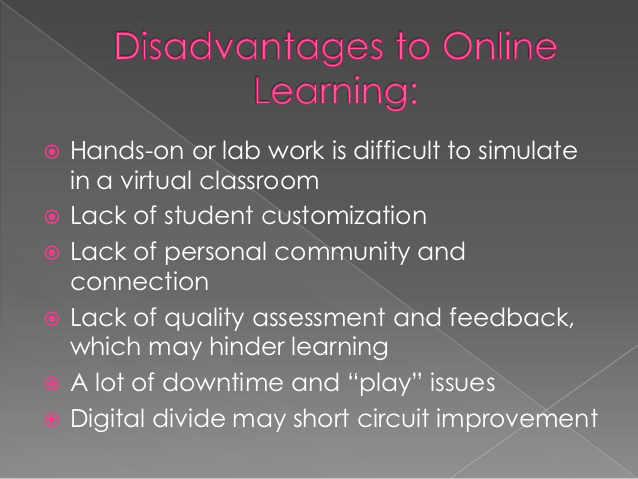 Disadvantages to Online
Learning:
Hands-on or lab work is difficult to simulate
in a virtual classroom
Lack of student customization
Lack of personal community and
connection
Lack of quality assessment and feedback,
which may hinder learning
A lot of downtime and “play” issues
Digital divide may short circuit improvement